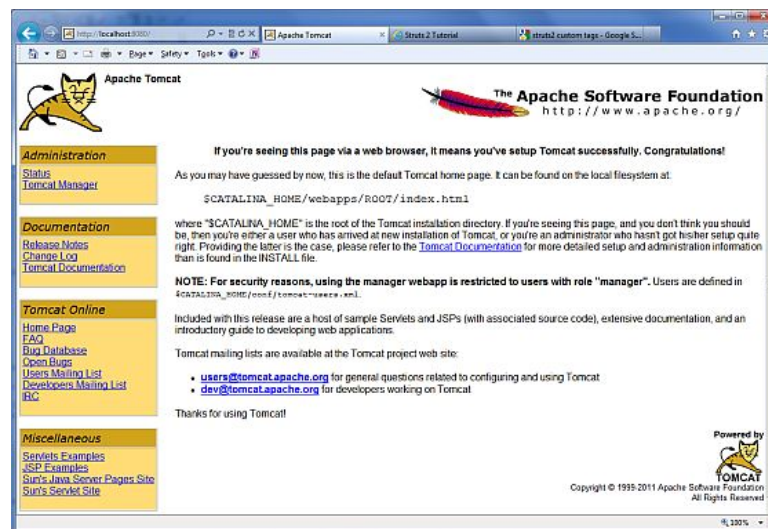 http://localhost:8080/
Apache Tomcat
Struts 2 Tutorial
struts2 custom tags - Google S...
Page
Safety
Tools
Apache Tomcat
The Apache Software Foundation
http://www.apache.org/
Administration
Status
Tomcat Manager
Documentation
Release Notes
Change Log
Tomcat Documentation
Tomcat Online
Home Page
FAQ
Bug Database
Open Bugs
Users Mailing List
Developers Mailing List
IRC
Miscellaneous
Servlets Examples
JSP Examples
Sun's Java Server Pages Site
Sun's Servlet Site
If you're seeing this page via a web browser, it means you've setup Tomcat successfully. Congratulations!
As you may have guessed by now, this is the default Tomcat home page. It can be found on the local filesystem at:
$CATALINA_HOME/webapps/ROOT/index.html
where "$CATALINA_HOME" is the root of the Tomcat installation directory. If you're seeing this page, and you don't think you should
be, then you're either a user who has arrived at new installation of Tomcat, or you're an administrator who hasn't got his/her setup quite
right. Providing the latter is the case, please refer to the Tomcat Documentation for more detailed setup and administration information
than is found in the INSTALL file.
NOTE: For security reasons, using the manager webapp is restricted to users with role "manager". Users are defined in
$CATALINA_HOME/conf/tomcat-users.xml.
Included with this release are a host of sample Servlets and JSPs (with associated source code), extensive documentation, and an
introductory guide to developing web applications.
Tomcat mailing lists are available at the Tomcat project web site:
users@tomcat.apache.org for general questions related to configuring and using Tomcat
dev@tomcat.apache.org for developers working on Tomcat
Thanks for using Tomcat!
Powered by
TOMCAT
Copyright © 1999-2011 Apache Software Foundation
All Rights Reserved
100%